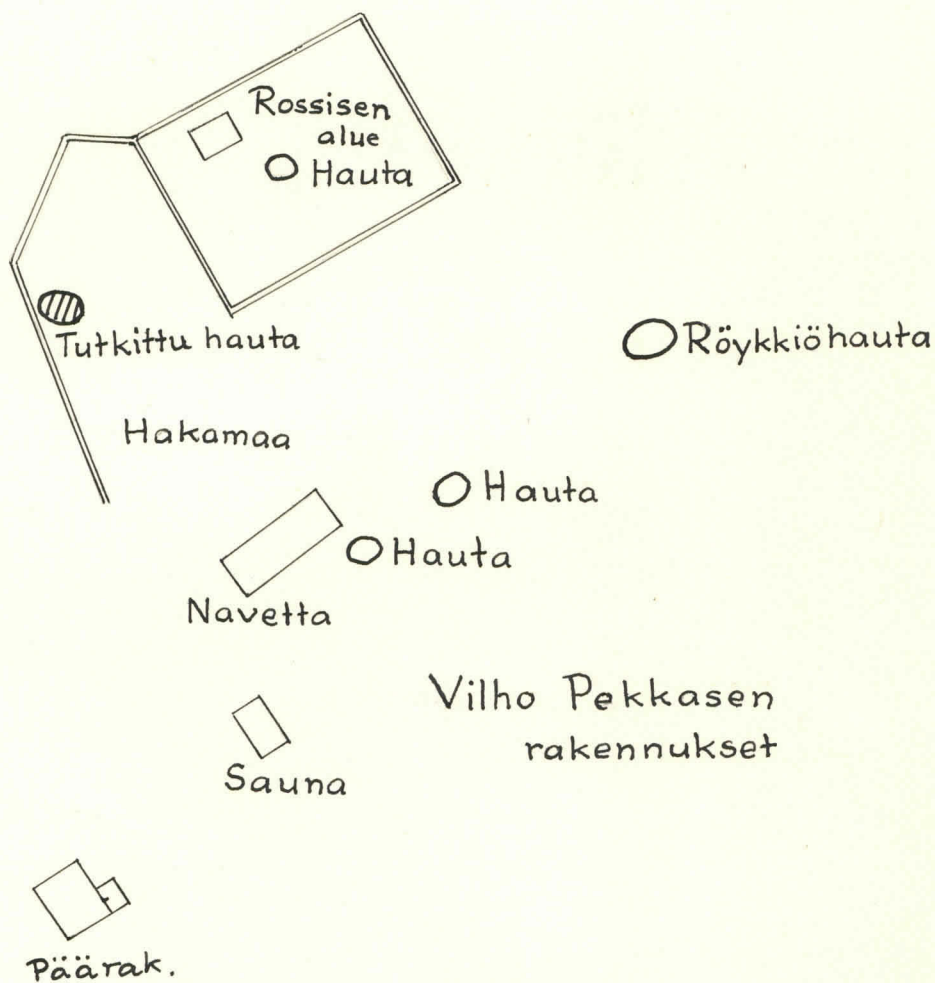 Rossisen
alue
Hauta
Tutkittu hauta
Röykkiöhauta
Hakamaa
Hauta
Hauta
Navetta
Vilho Pekkasen
rakennukset
Sauna
Päärak.